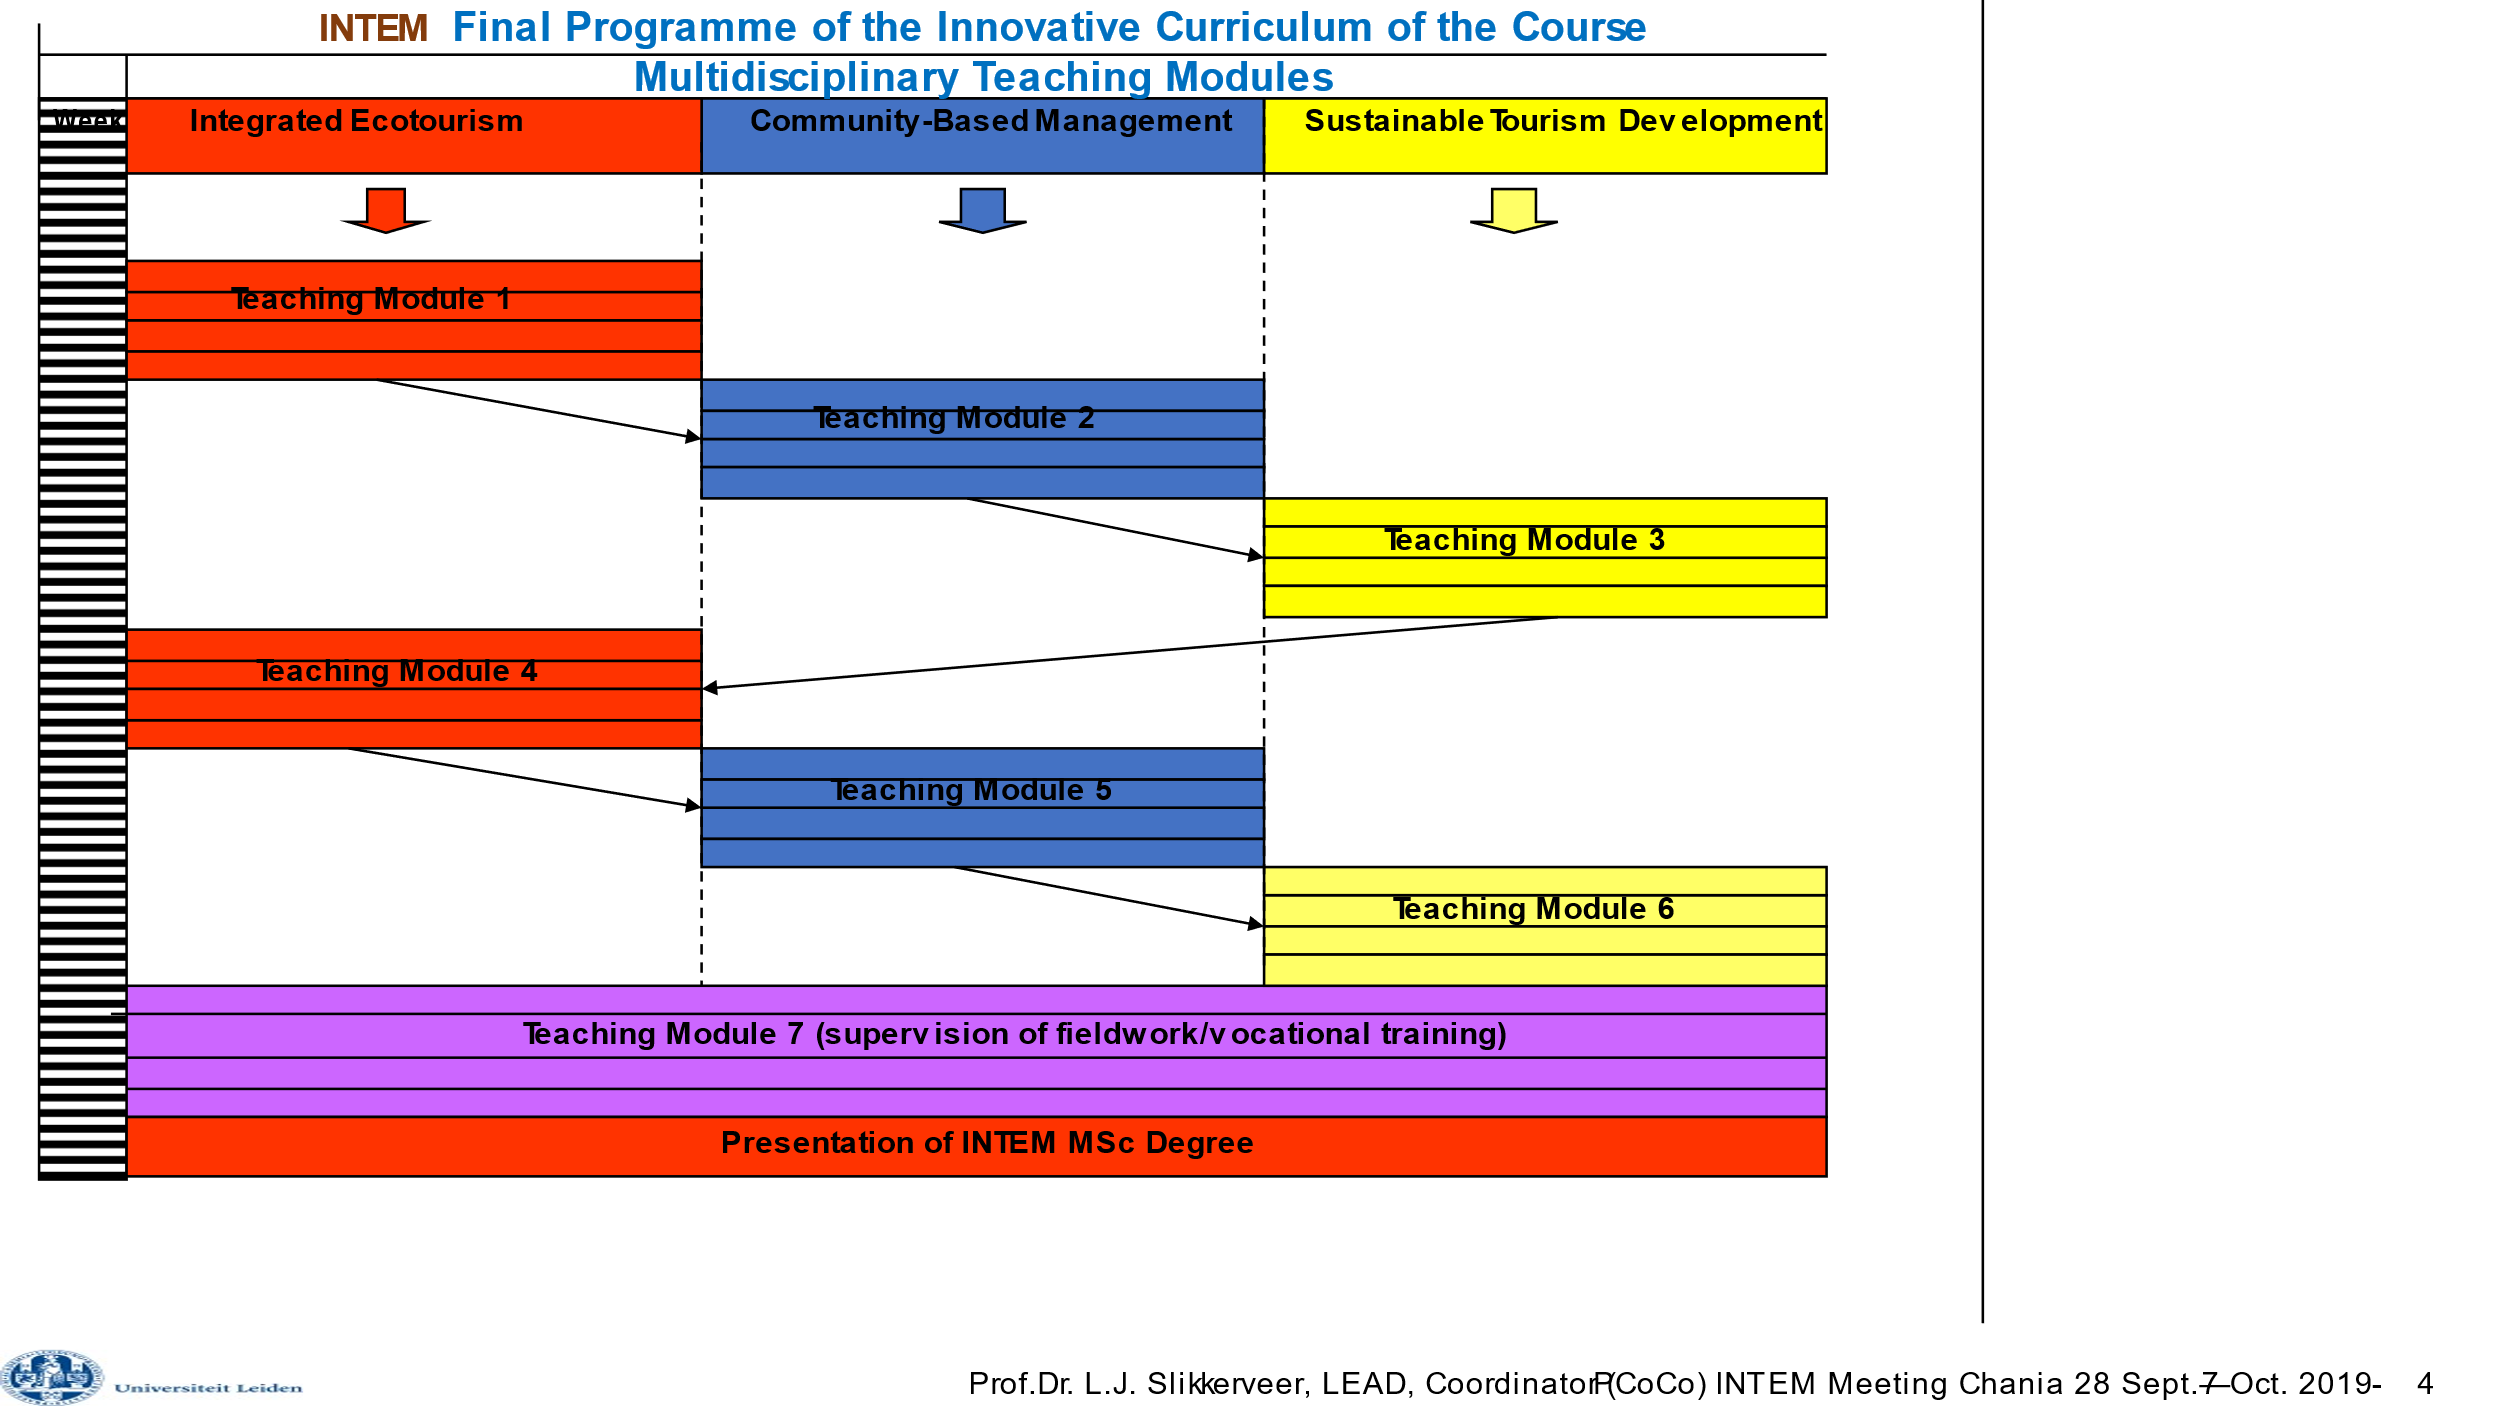 INTEM Final Programme of the Innovative Curriculum of the Course
Multidisciplinary Teaching Modules
Week
Integrated Ecotourism
Community-Based Management
Sustainable Tourism Development
Teaching Module 1
Teaching Module 2
Teaching Module 3
Teaching Module 4
Teaching Module 5
Teaching Module 6
Teaching Module 7 (supervision of fieldwork/vocational training)
Presentation of INTEM MSc Degree
Universiteit Leiden
Prof.Dr. L.J. Slikkerveer, LEAD, Coordinator (PCoCo) INTEM Meeting Chania 28 Sept.–7 Oct. 2019- 4